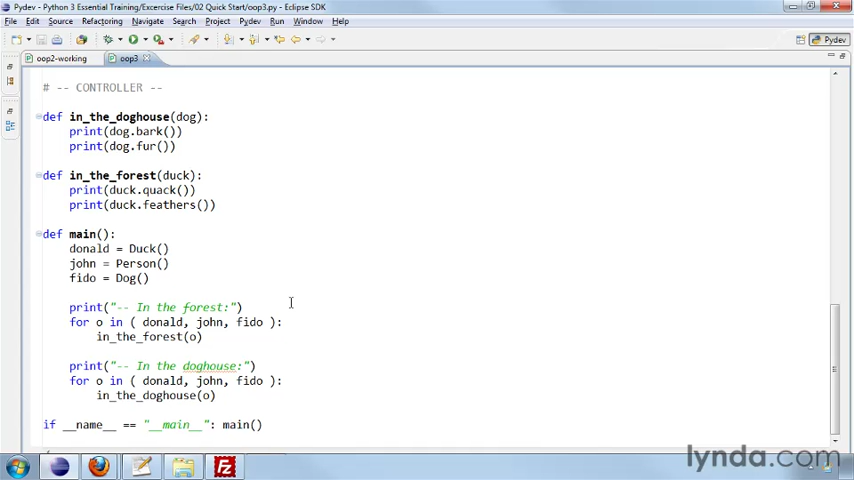 Pydev - Python 3 Essential Training/Excercise Files/02 Quick Start/oop3.py - Eclipse SDK
File Edit Source Refactoring Navigate Search Project Pydev Run Window Help
Pydev
oop2-working oop3
# -- CONTROLLER --
def in_the_doghouse(dog):
print(dog.bark())
print(dog.fur())
def in_the_forest(duck):
print(duck.quack())
print(duck.feathers())
def main():
donald = Duck()
john = Person()
fido = Dog()
print("-- In the forest:")
for o in ( donald, john, fido ):
in_the_forest(o)
print("-- In the doghouse:")
for o in ( donald, john, fido ):
in_the_doghouse(o)
if __name__ == "__main__": main()
lynda.com